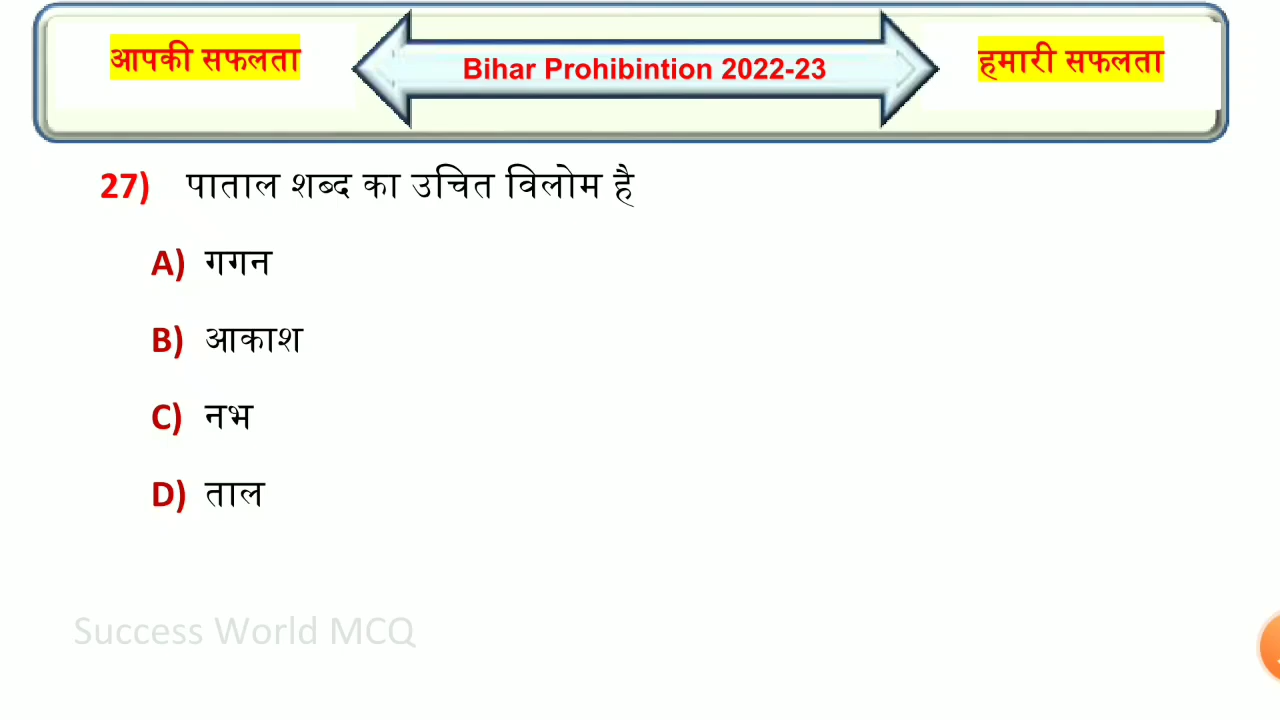 आपकी सफलता
Bihar Prohibintion 2022-23
हमारी सफलता
27) पाताल शब्द का उचित विलोम है
A) गगन
B) आकाश
C) नभ
D) ताल
Success World MCQ